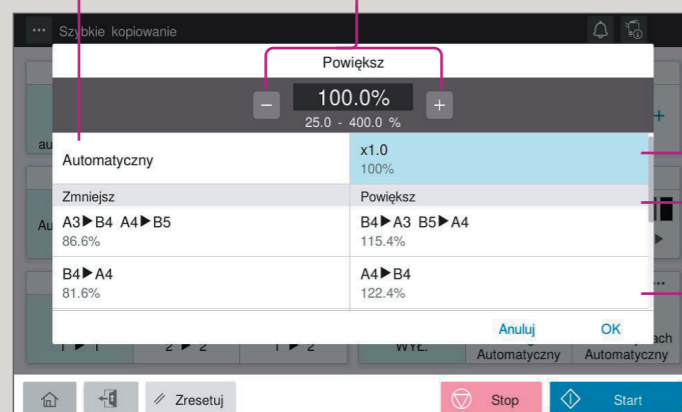 Szybkie kopiowanie
Powiększ
100.0%
25.0 - 400.0 %
Automatyczny
x1.0
100%
Zmniejsz
Powiększ
A3▶B4 A4▶B5
86.6%
B4▶A3 B5▶A4
115.4%
B4▶A4
81.6%
A4▶B4
122.4%
Anuluj
OK
1 ▶ 1
2 ▶ 2
1 ▶ 2
WYŁ.
Automatyczny
Automatyczny
Zresetuj
Stop
Start